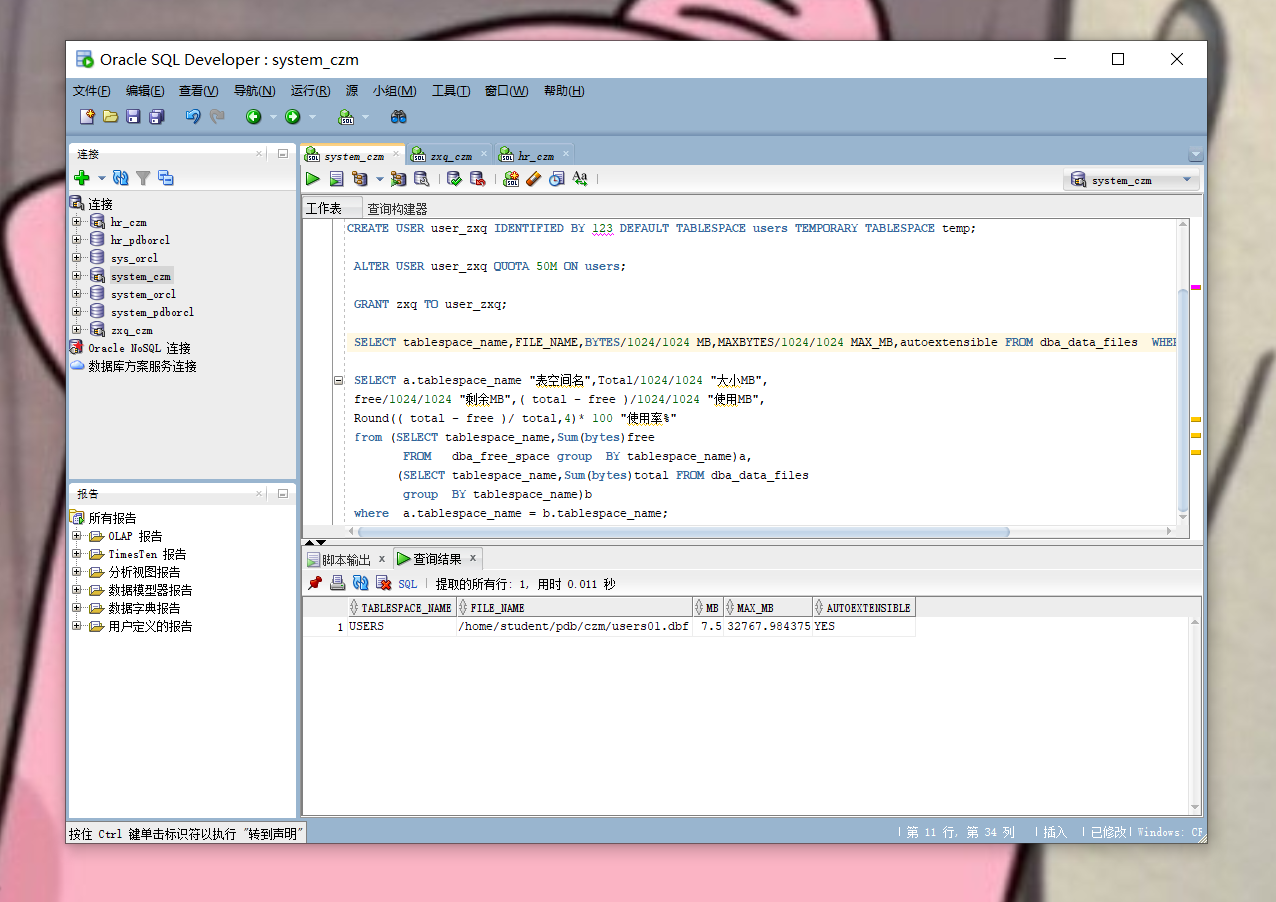 Oracle SQL Developer : system_czm
文件(F) 编辑(E) 查看(V) 导航(N) 运行(R) 源 小组(M) 工具(T) 窗口(W) 帮助(H)
连接
连接
hr_czm
hr_pdborcl
sys_orcl
system_czm
system_orcl
system_pdborcl
zxq_czm
Oracle NoSQL 连接
数据库方案服务连接
报告
所有报告
OLAP 报告
TimesTen 报告
分析视图报告
数据模型器报告
数据字典报告
用户定义的报告
system_czm zxq_czm hr_czm
system_czm
工作表 查询构建器
CREATE USER user_zxq IDENTIFIED BY 123 DEFAULT TABLESPACE users TEMPORARY TABLESPACE temp;
ALTER USER user_zxq QUOTA 50M ON users;
GRANT zxq TO user_zxq;
SELECT tablespace_name,FILE_NAME,BYTES/1024/1024 MB,MAXBYTES/1024/1024 MAX_MB,autoextensible FROM dba_data_files WHE
SELECT a.tablespace_name "表空间名",Total/1024/1024 "大小MB",
free/1024/1024 "剩余MB",( total - free )/1024/1024 "使用MB",
Round(( total - free )/ total,4)* 100 "使用率%"
from (SELECT tablespace_name,Sum(bytes)free
FROM dba_free_space group BY tablespace_name)a,
(SELECT tablespace_name,Sum(bytes)total FROM dba_data_files
group BY tablespace_name)b
where a.tablespace_name = b.tablespace_name;
脚本输出 查询结果
SQL 提取的所有行: 1, 用时 0.011 秒
TABLESPACE_NAME FILE_NAME MB MAX_MB AUTOEXTENSIBLE
1 USERS /home/student/pdb/czm/users01.dbf 7.5 32767.984375 YES
按住 Ctrl 键单击标识符以执行 "转到声明"
第 11 行, 第 34 列 插入 已修改 Windows: CF